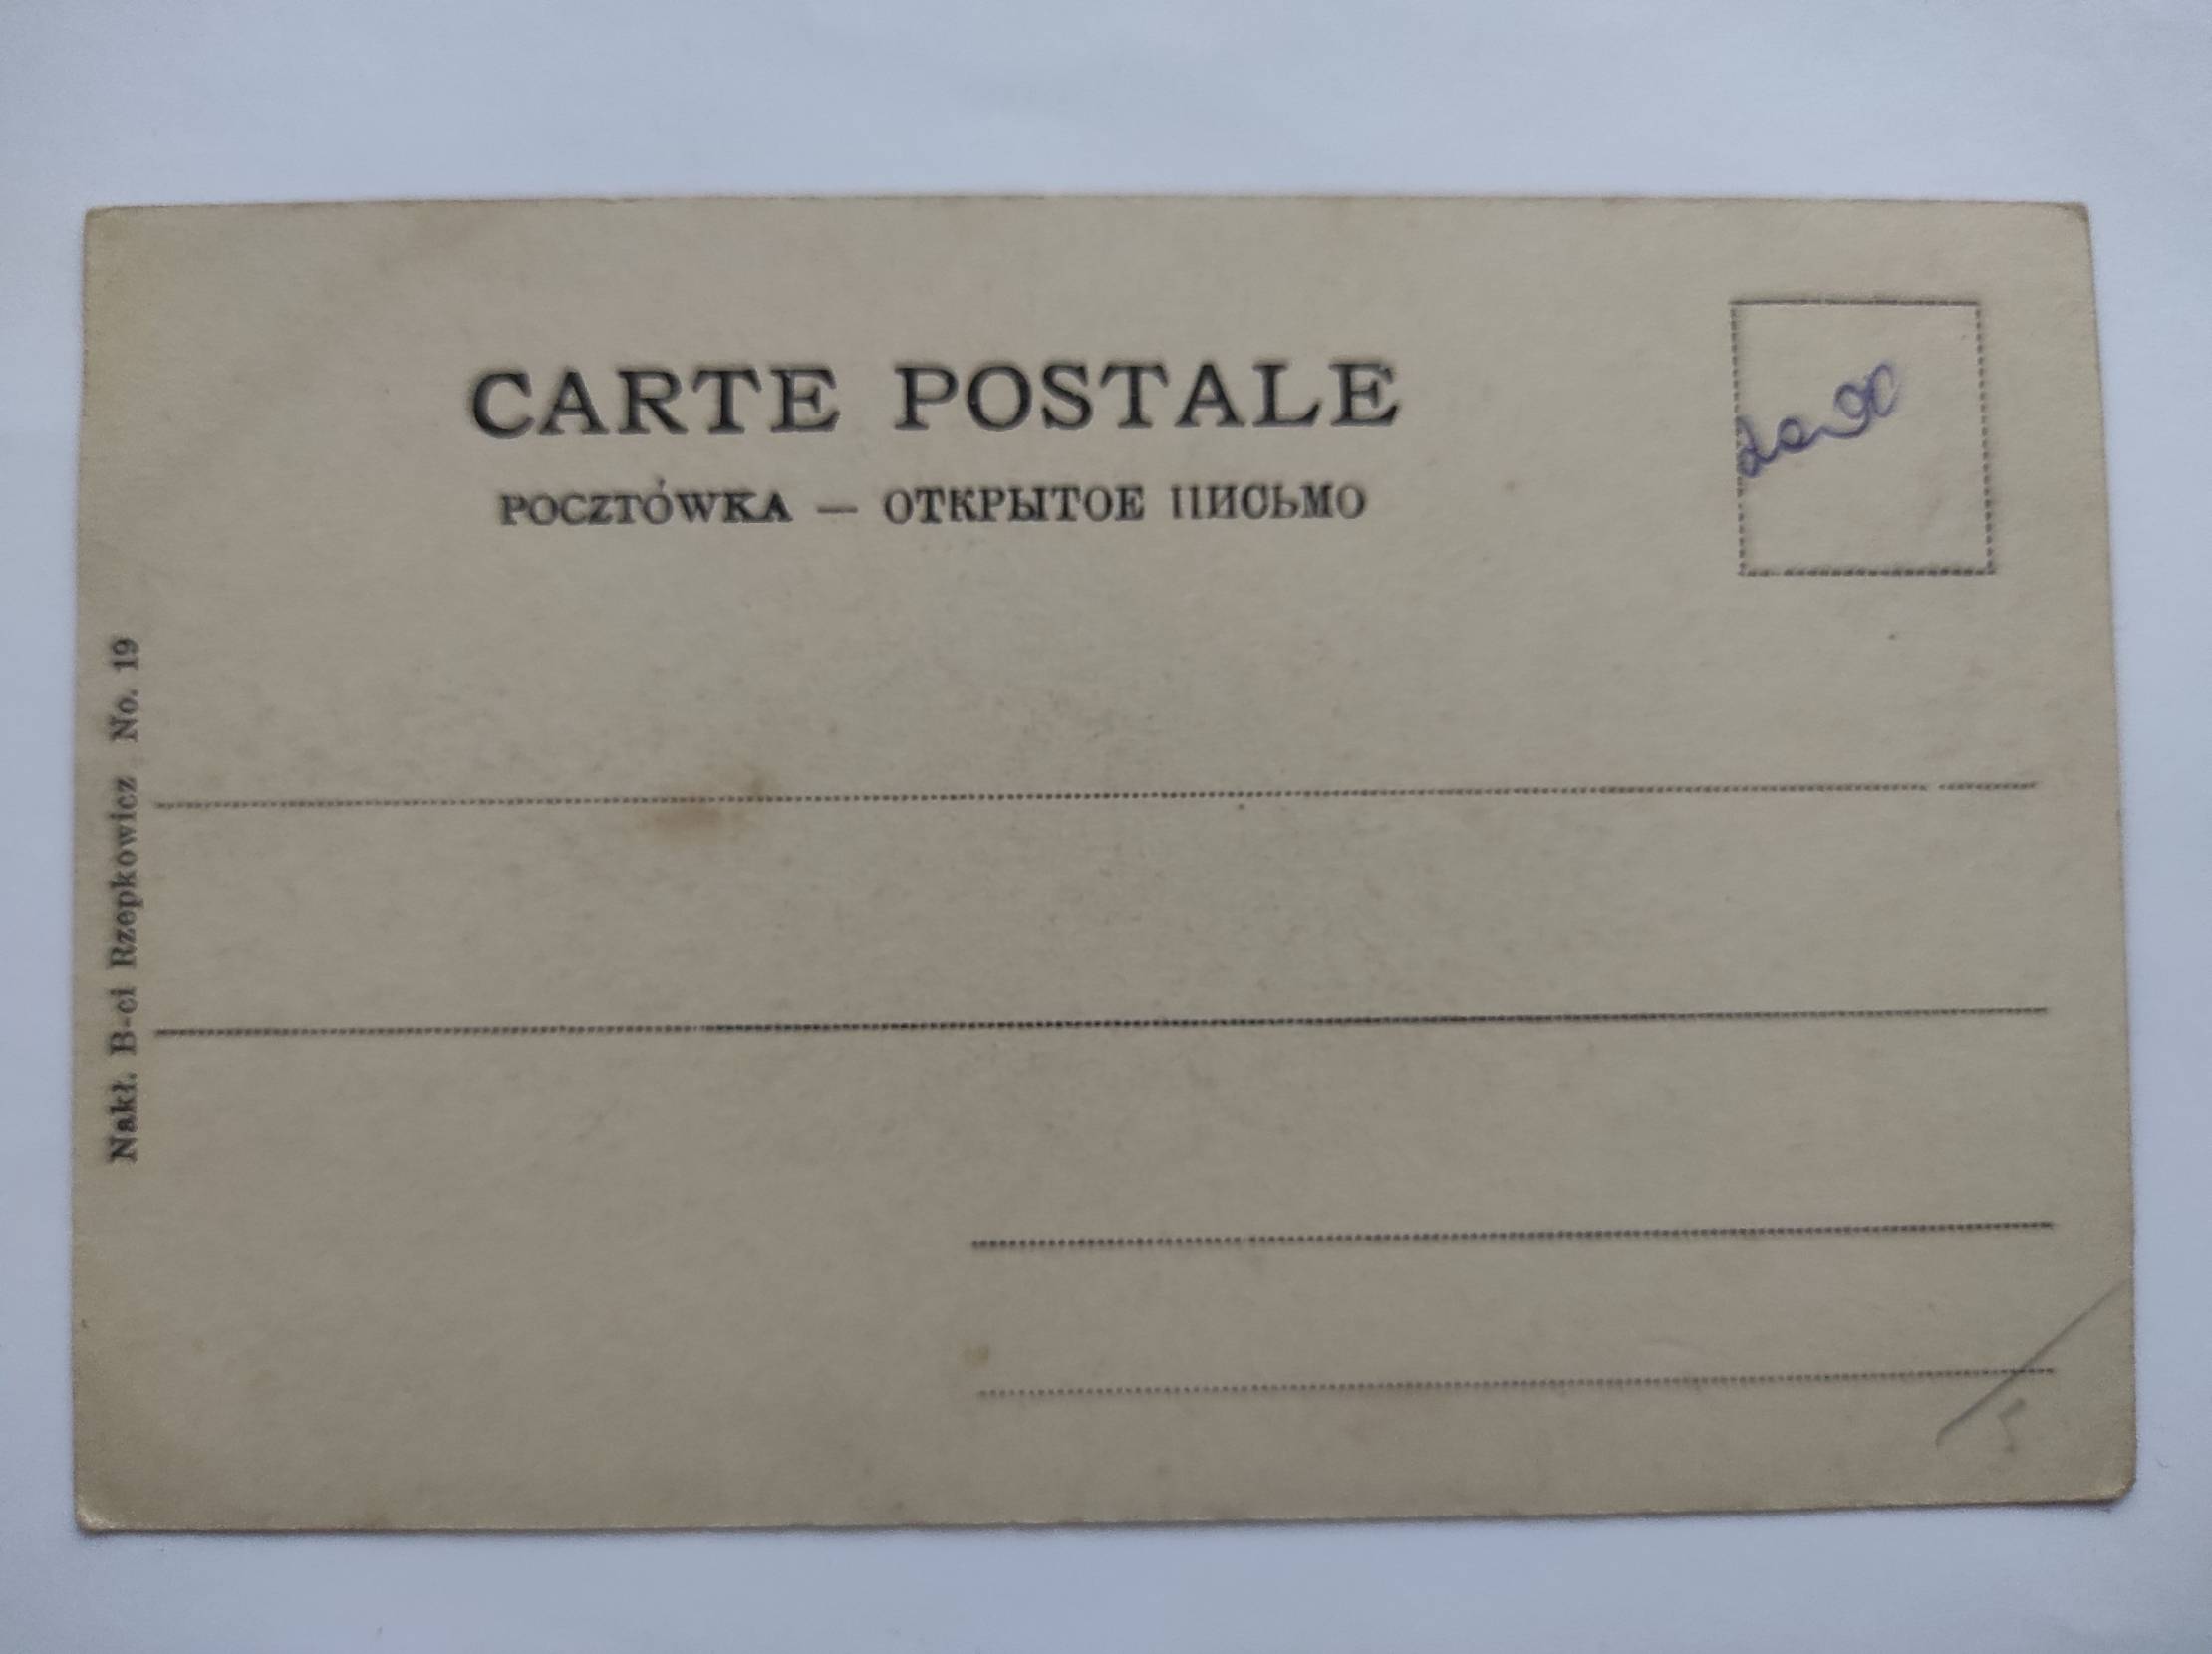 CARTE POSTALE
POCZTÓWKA — ОТКРЫТОЕ ПИСЬМО
Nakł. B-ci Rzepkowicz No. 19